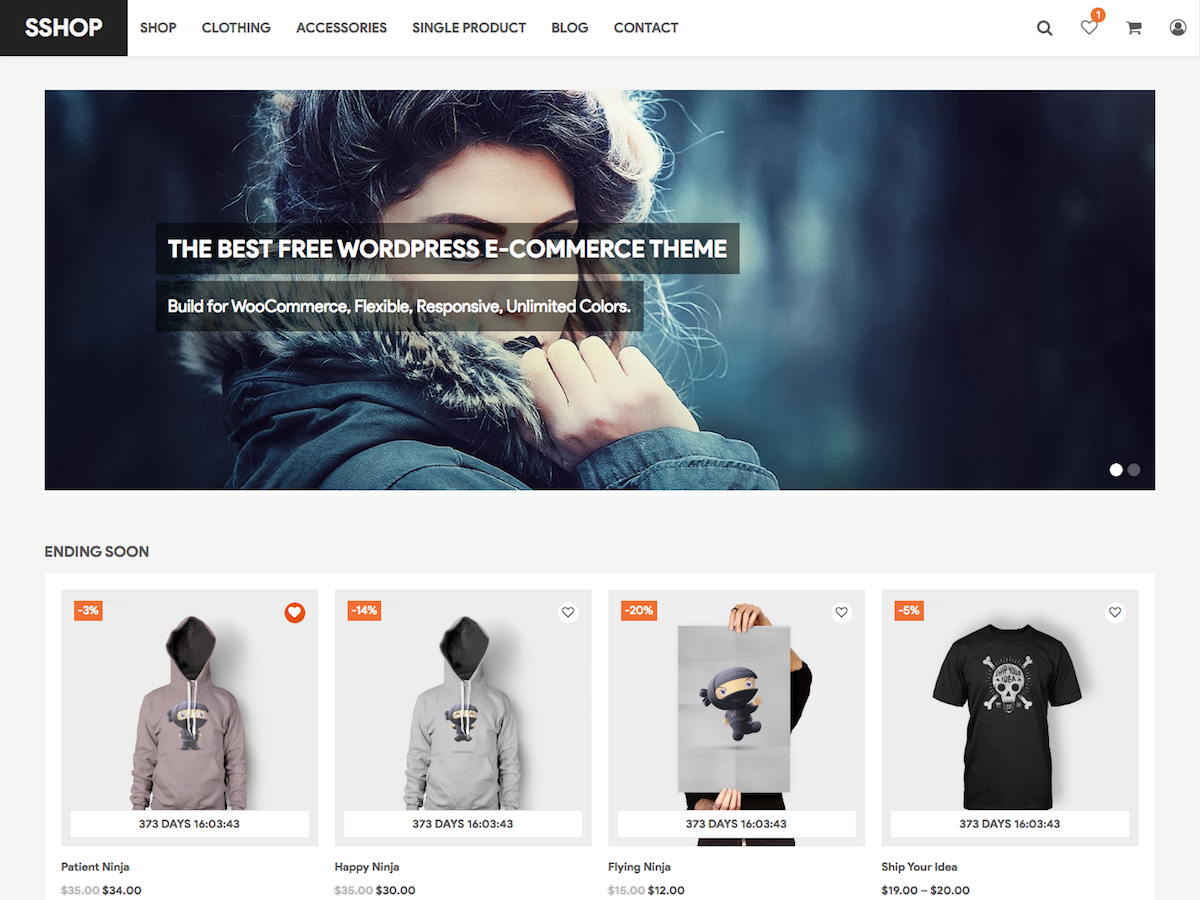 SSHOP
SHOP CLOTHING ACCESSORIES SINGLE PRODUCT BLOG CONTACT
1
THE BEST FREE WORDPRESS E-COMMERCE THEME
Build for WooCommerce, Flexible, Responsive, Unlimited Colors.
ENDING SOON
-3% -14% -20% -5%
SHIP YOUR
IDEA
373 DAYS 16:03:43 373 DAYS 16:03:43 373 DAYS 16:03:43 373 DAYS 16:03:43
Patient Ninja Happy Ninja Flying Ninja Ship Your Idea
$35.00 $34.00 $35.00 $30.00 $15.00 $12.00 $19.00 – $20.00